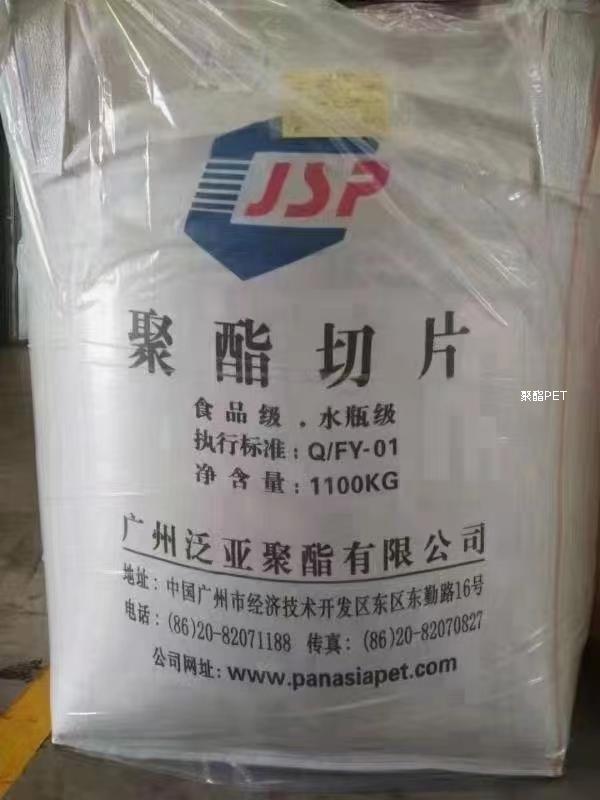 JSP
聚酯切片
食品级.水瓶级
执行标准：Q/FY-01
净含量：1100KG
广州泛亚聚酯有限公司
地址：中国广州市经济技术开发区东区东勤路16号
电话：(86)20-82071188 传真：(86)20-82070827
公司网址：www.panasiapet.com
聚酯PET